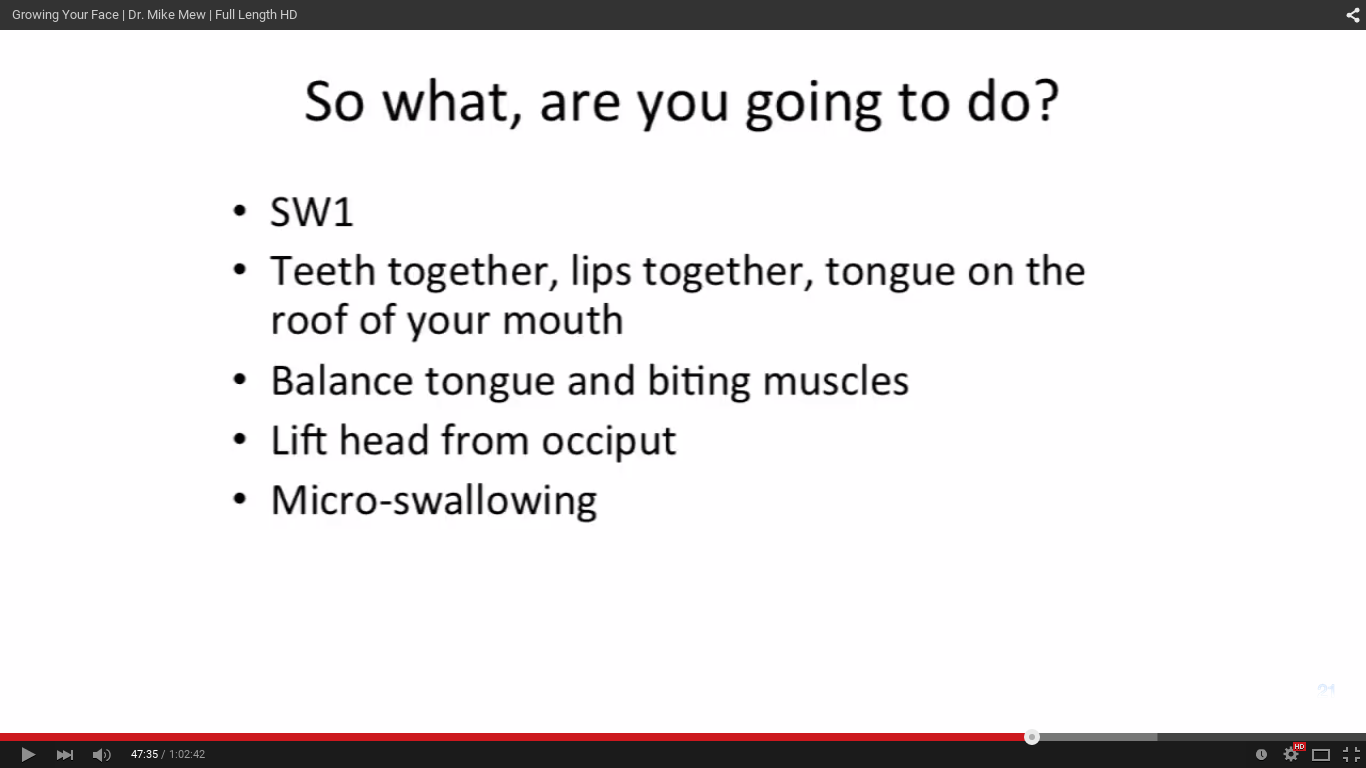 Growing Your Face | Dr. Mike Mew | Full Length HD
So what, are you going to do?
• SW1
• Teeth together, lips together, tongue on the
roof of your mouth
• Balance tongue and biting muscles
• Lift head from occiput
• Micro-swallowing
21
47:35 / 1:02:42
HD